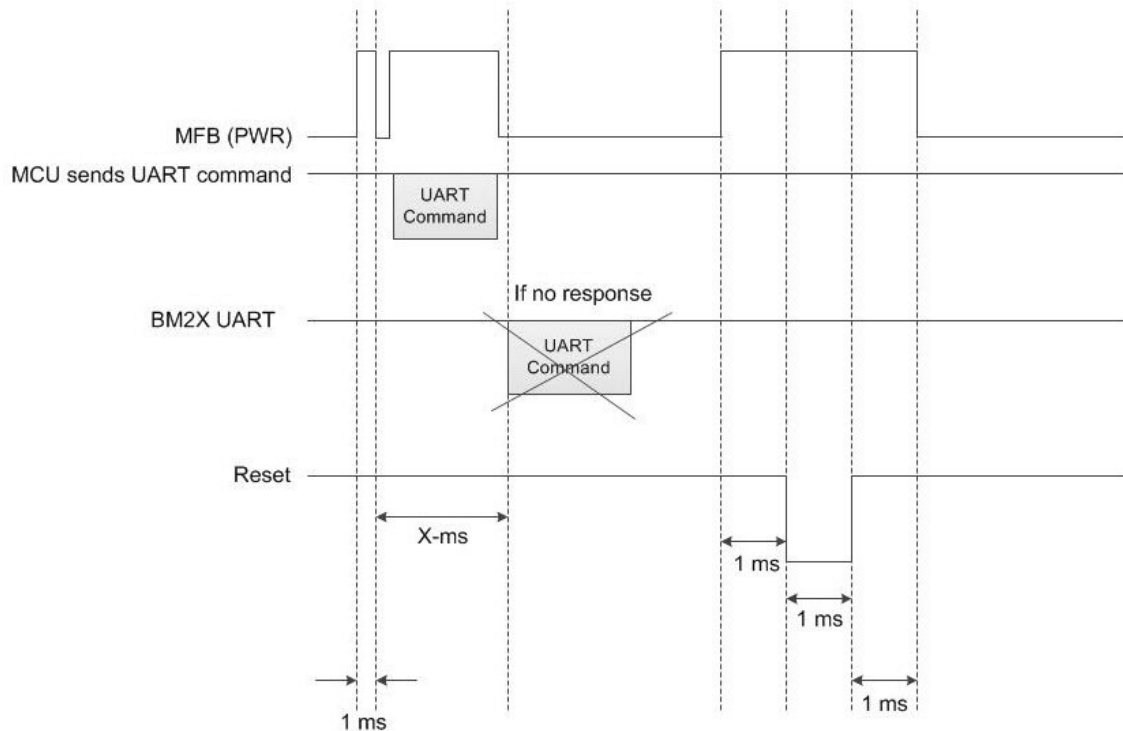 MFB (PWR)
MCU sends UART command
UART
Command
If no response
BM2X UART
UART
Command
Reset
X-ms
1 ms
1 ms
1 ms
1 ms